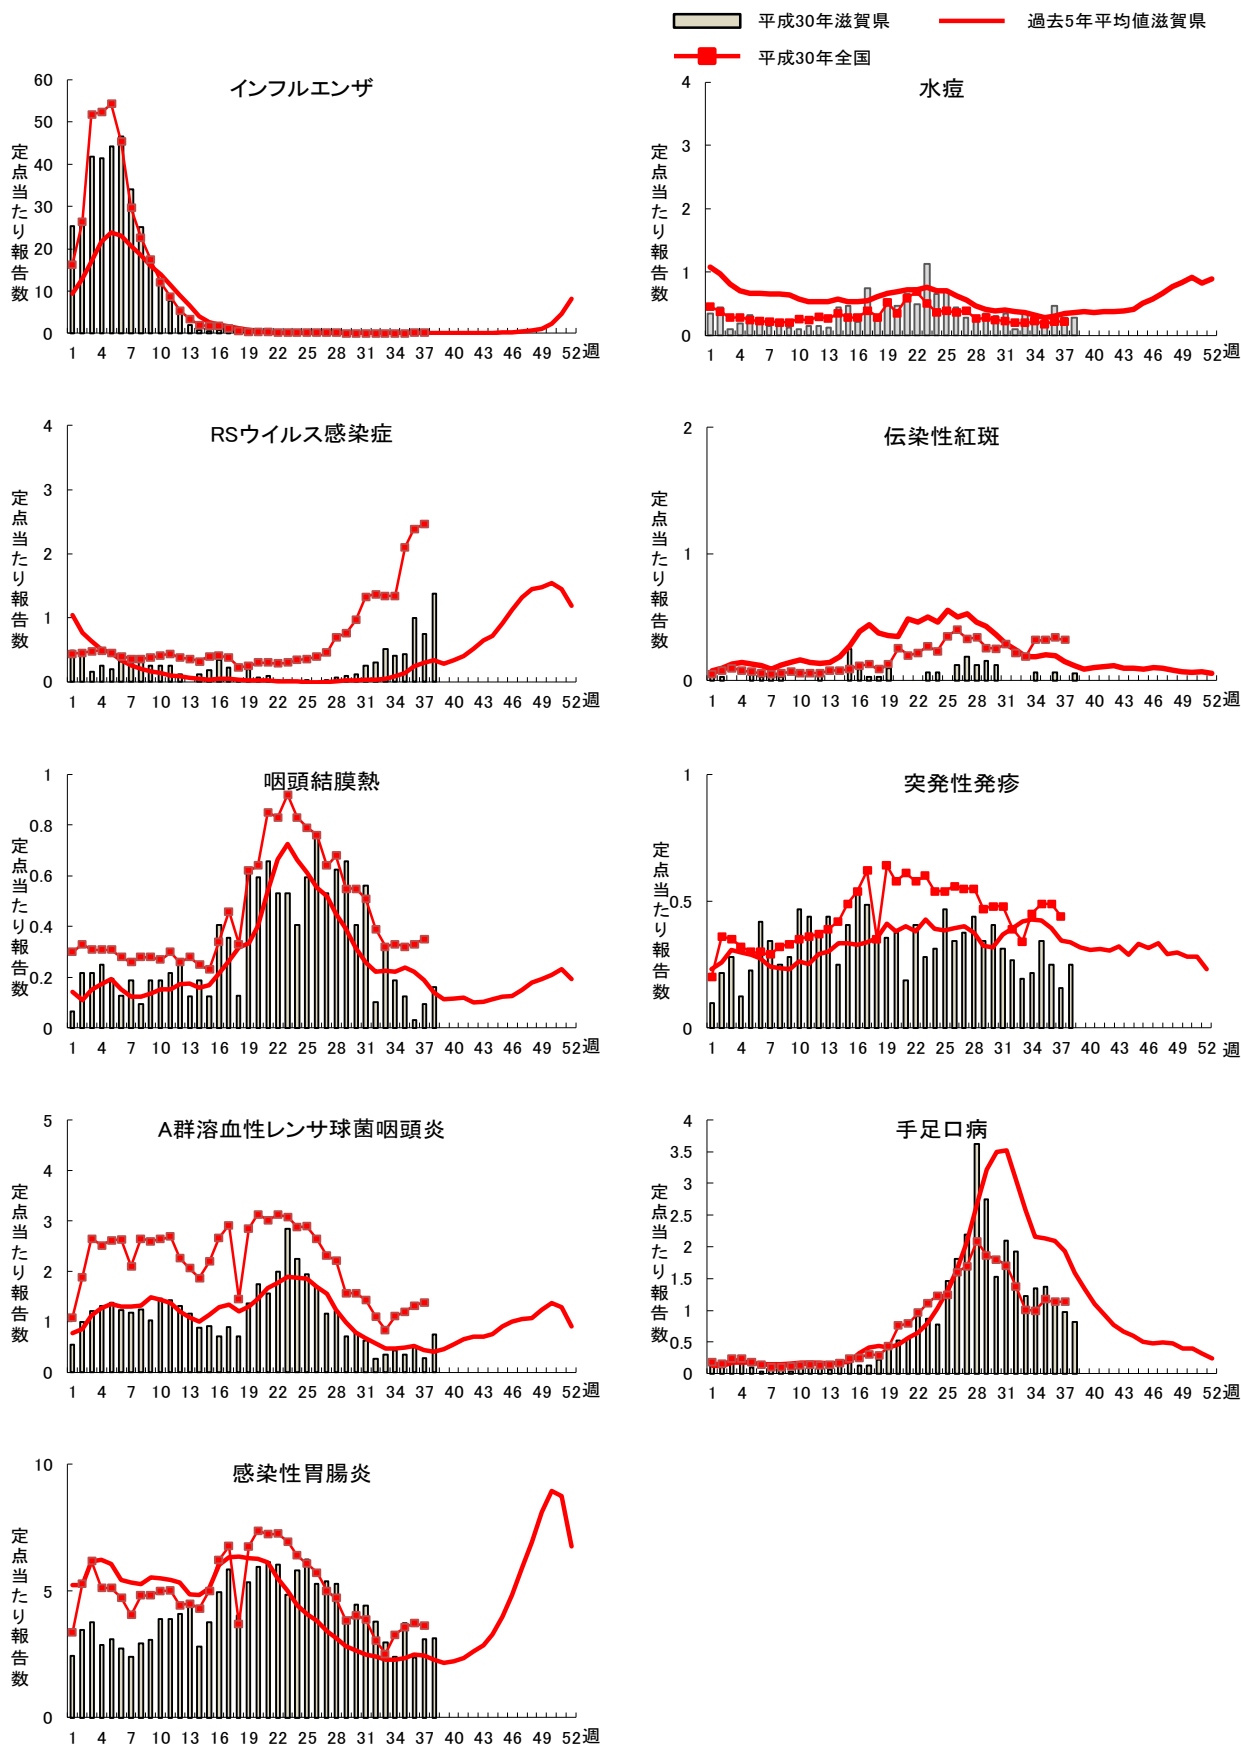 平成30年滋賀県
過去5年平均値滋賀県
平成30年全国
インフルエンザ
定点当たり報告数
60
50
40
30
20
10
0
1 4 7 10 13 16 19 22 25 28 31 34 37 40 43 46 49 52週
水痘
定点当たり報告数
4
3
2
1
0
1 4 7 10 13 16 19 22 25 28 31 34 37 40 43 46 49 52週
RSウイルス感染症
定点当たり報告数
4
3
2
1
0
1 4 7 10 13 16 19 22 25 28 31 34 37 40 43 46 49 52週
伝染性紅斑
定点当たり報告数
2
1
0
1 4 7 10 13 16 19 22 25 28 31 34 37 40 43 46 49 52週
咽頭結膜熱
定点当たり報告数
1
0.8
0.6
0.4
0.2
0
1 4 7 10 13 16 19 22 25 28 31 34 37 40 43 46 49 52週
突発性発疹
定点当たり報告数
1
0.5
0
1 4 7 10 13 16 19 22 25 28 31 34 37 40 43 46 49 52 週
A群溶血性レンサ球菌咽頭炎
定点当たり報告数
5
4
3
2
1
0
1 4 7 10 13 16 19 22 25 28 31 34 37 40 43 46 49 52週
手足口病
定点当たり報告数
4
3.5
3
2.5
2
1.5
1
0.5
0
1 4 7 10 13 16 19 22 25 28 31 34 37 40 43 46 49 52週
感染性胃腸炎
定点当たり報告数
10
5
0
1 4 7 10 13 16 19 22 25 28 31 34 37 40 43 46 49 52週